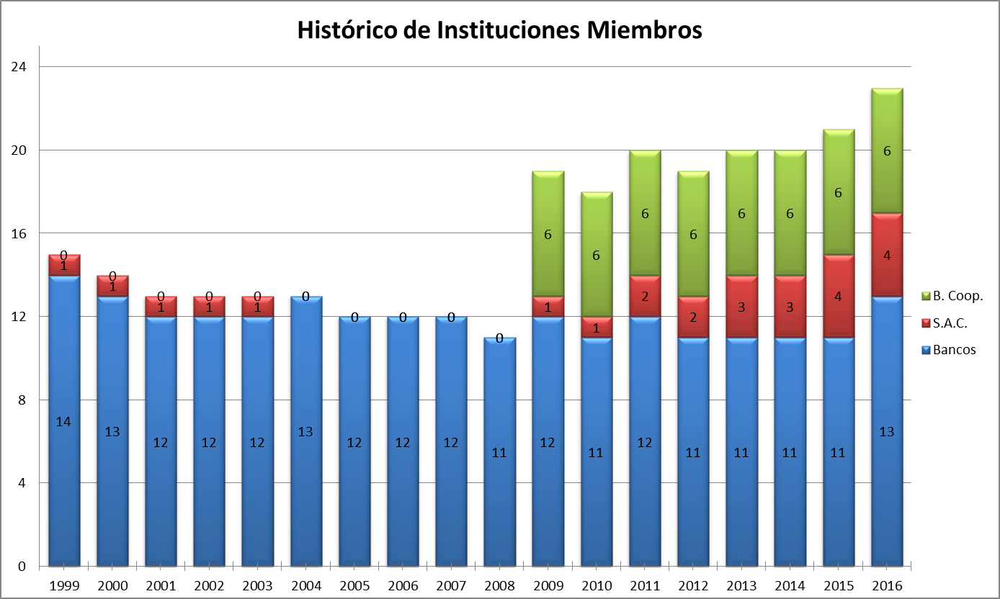 Histórico de Instituciones Miembros
24
20
16
12
8
4
0
0 0 0 0 0 0 0 0 0 0 6 6 6 6 6 6 6 6
1 1 1 1 1 1 1 2 2 3 3 4 4
14 13 12 12 12 13 12 12 12 11 12 11 12 11 11 11 11 13
1999 2000 2001 2002 2003 2004 2005 2006 2007 2008 2009 2010 2011 2012 2013 2014 2015 2016
B. Coop.
S.A.C.
Bancos